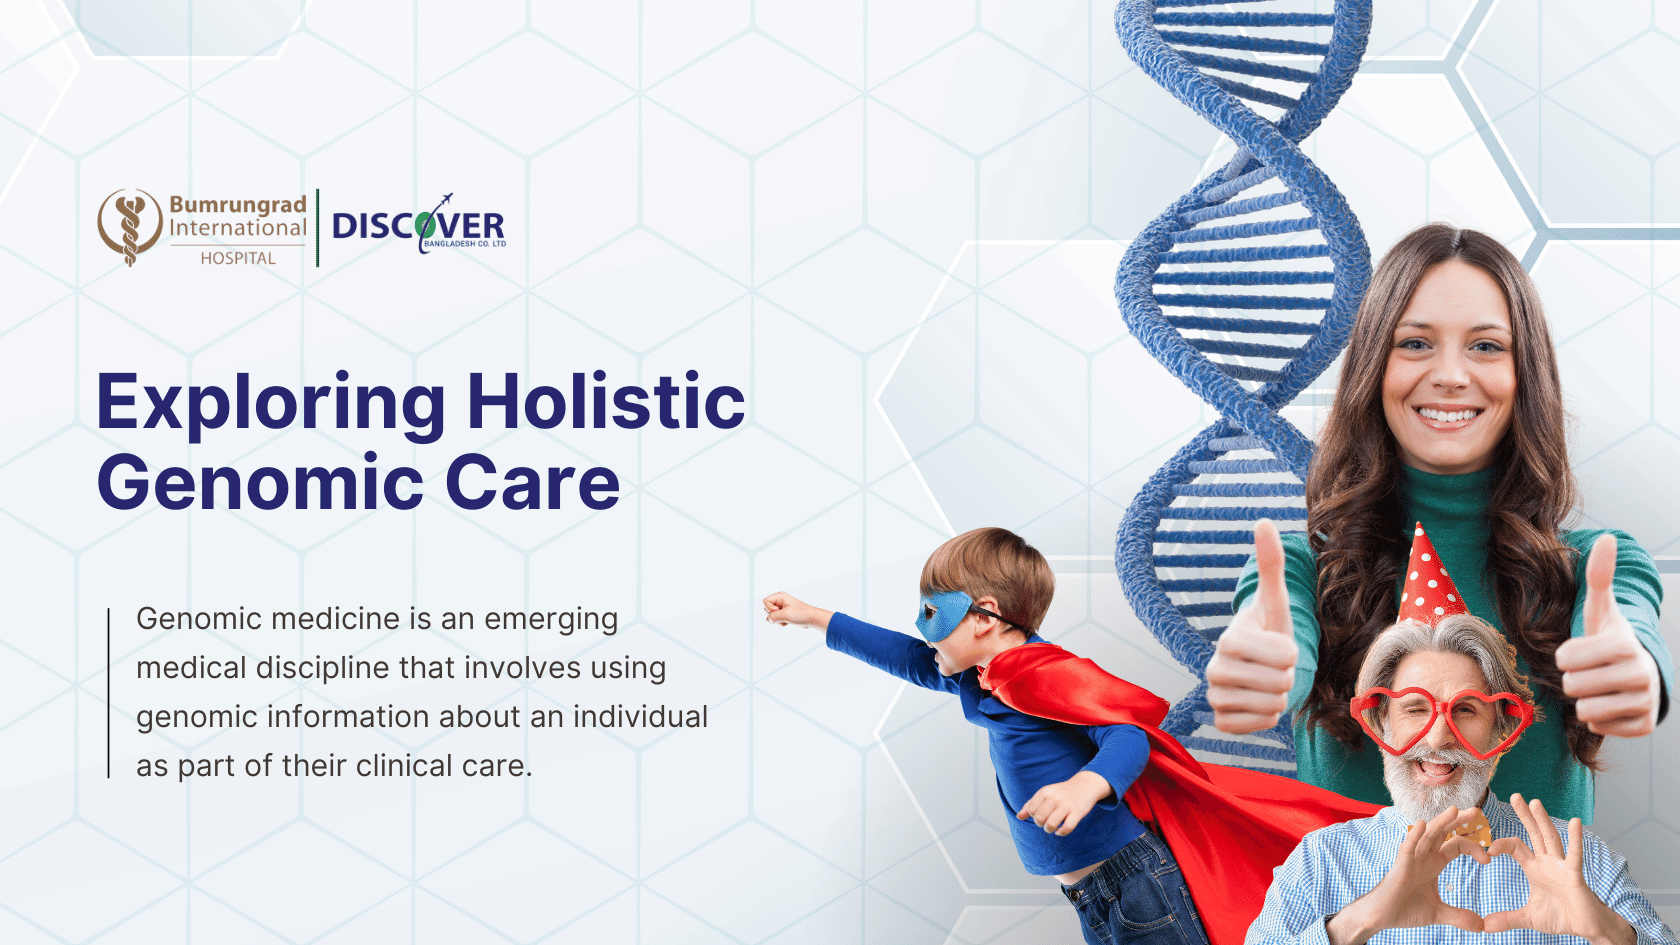 Bumrungrad
International
HOSPITAL
DISCOVER
BANGLADESH CO. LTD
Exploring Holistic
Genomic Care
Genomic medicine is an emerging
medical discipline that involves using
genomic information about an individual
as part of their clinical care.